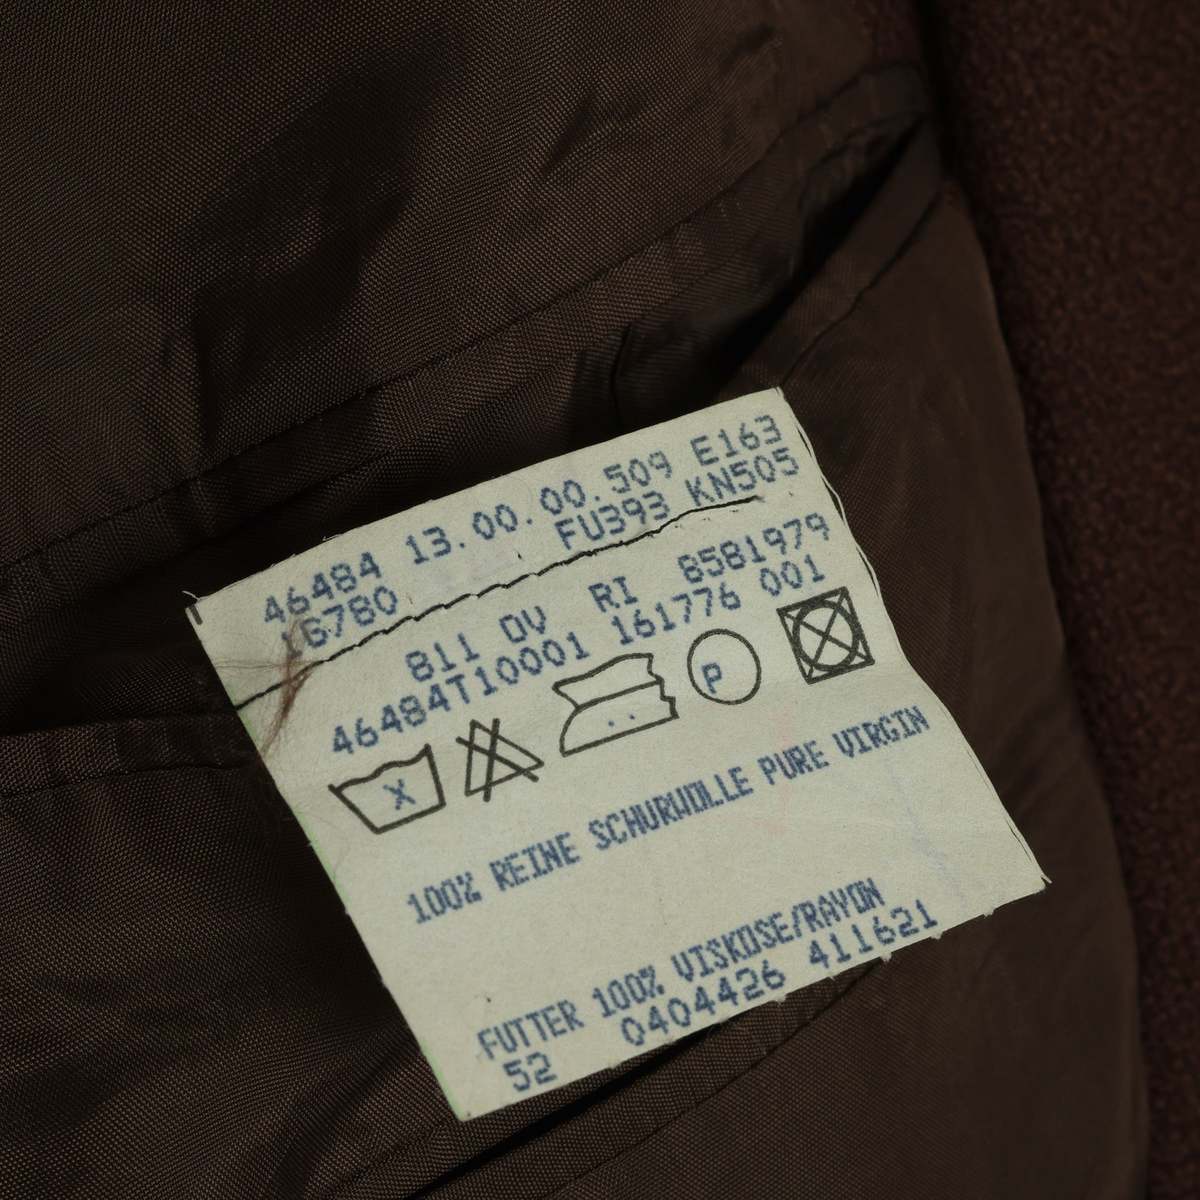 46484 13.00.00.509 E163
16780 FU393 KN505
811 DV RI 8581979
46484T10001 161776 001
X P
100% REINE SCHURWOLLE PURE VIRGIN
FUTTER 100% VISKOSE/RAYON
52 0404426 411621